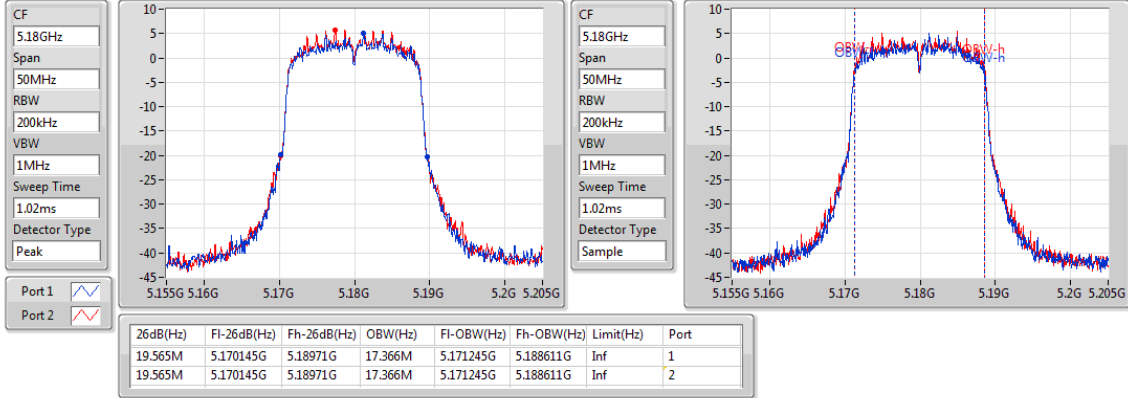 CF
5.18GHz
Span
50MHz
RBW
200kHz
VBW
1MHz
Sweep Time
1.02ms
Detector Type
Peak
Port 1
Port 2
10
5
0
-5
-10
-15
-20
-25
-30
-35
-40
-45
5.155G 5.16G 5.17G 5.18G 5.19G 5.2G 5.205G
CF
5.18GHz
Span
50MHz
RBW
200kHz
VBW
1MHz
Sweep Time
1.02ms
Detector Type
Sample
10
5
0
-5
-10
-15
-20
-25
-30
-35
-40
-45
OBW-h
OBW-h
5.155G 5.16G 5.17G 5.18G 5.19G 5.2G 5.205G
26dB(Hz) Fl-26dB(Hz) Fh-26dB(Hz) OBW(Hz) Fl-OBW(Hz) Fh-OBW(Hz) Limit(Hz) Port
19.565M 5.170145G 5.18971G 17.366M 5.171245G 5.188611G Inf 1
19.565M 5.170145G 5.18971G 17.366M 5.171245G 5.188611G Inf 2